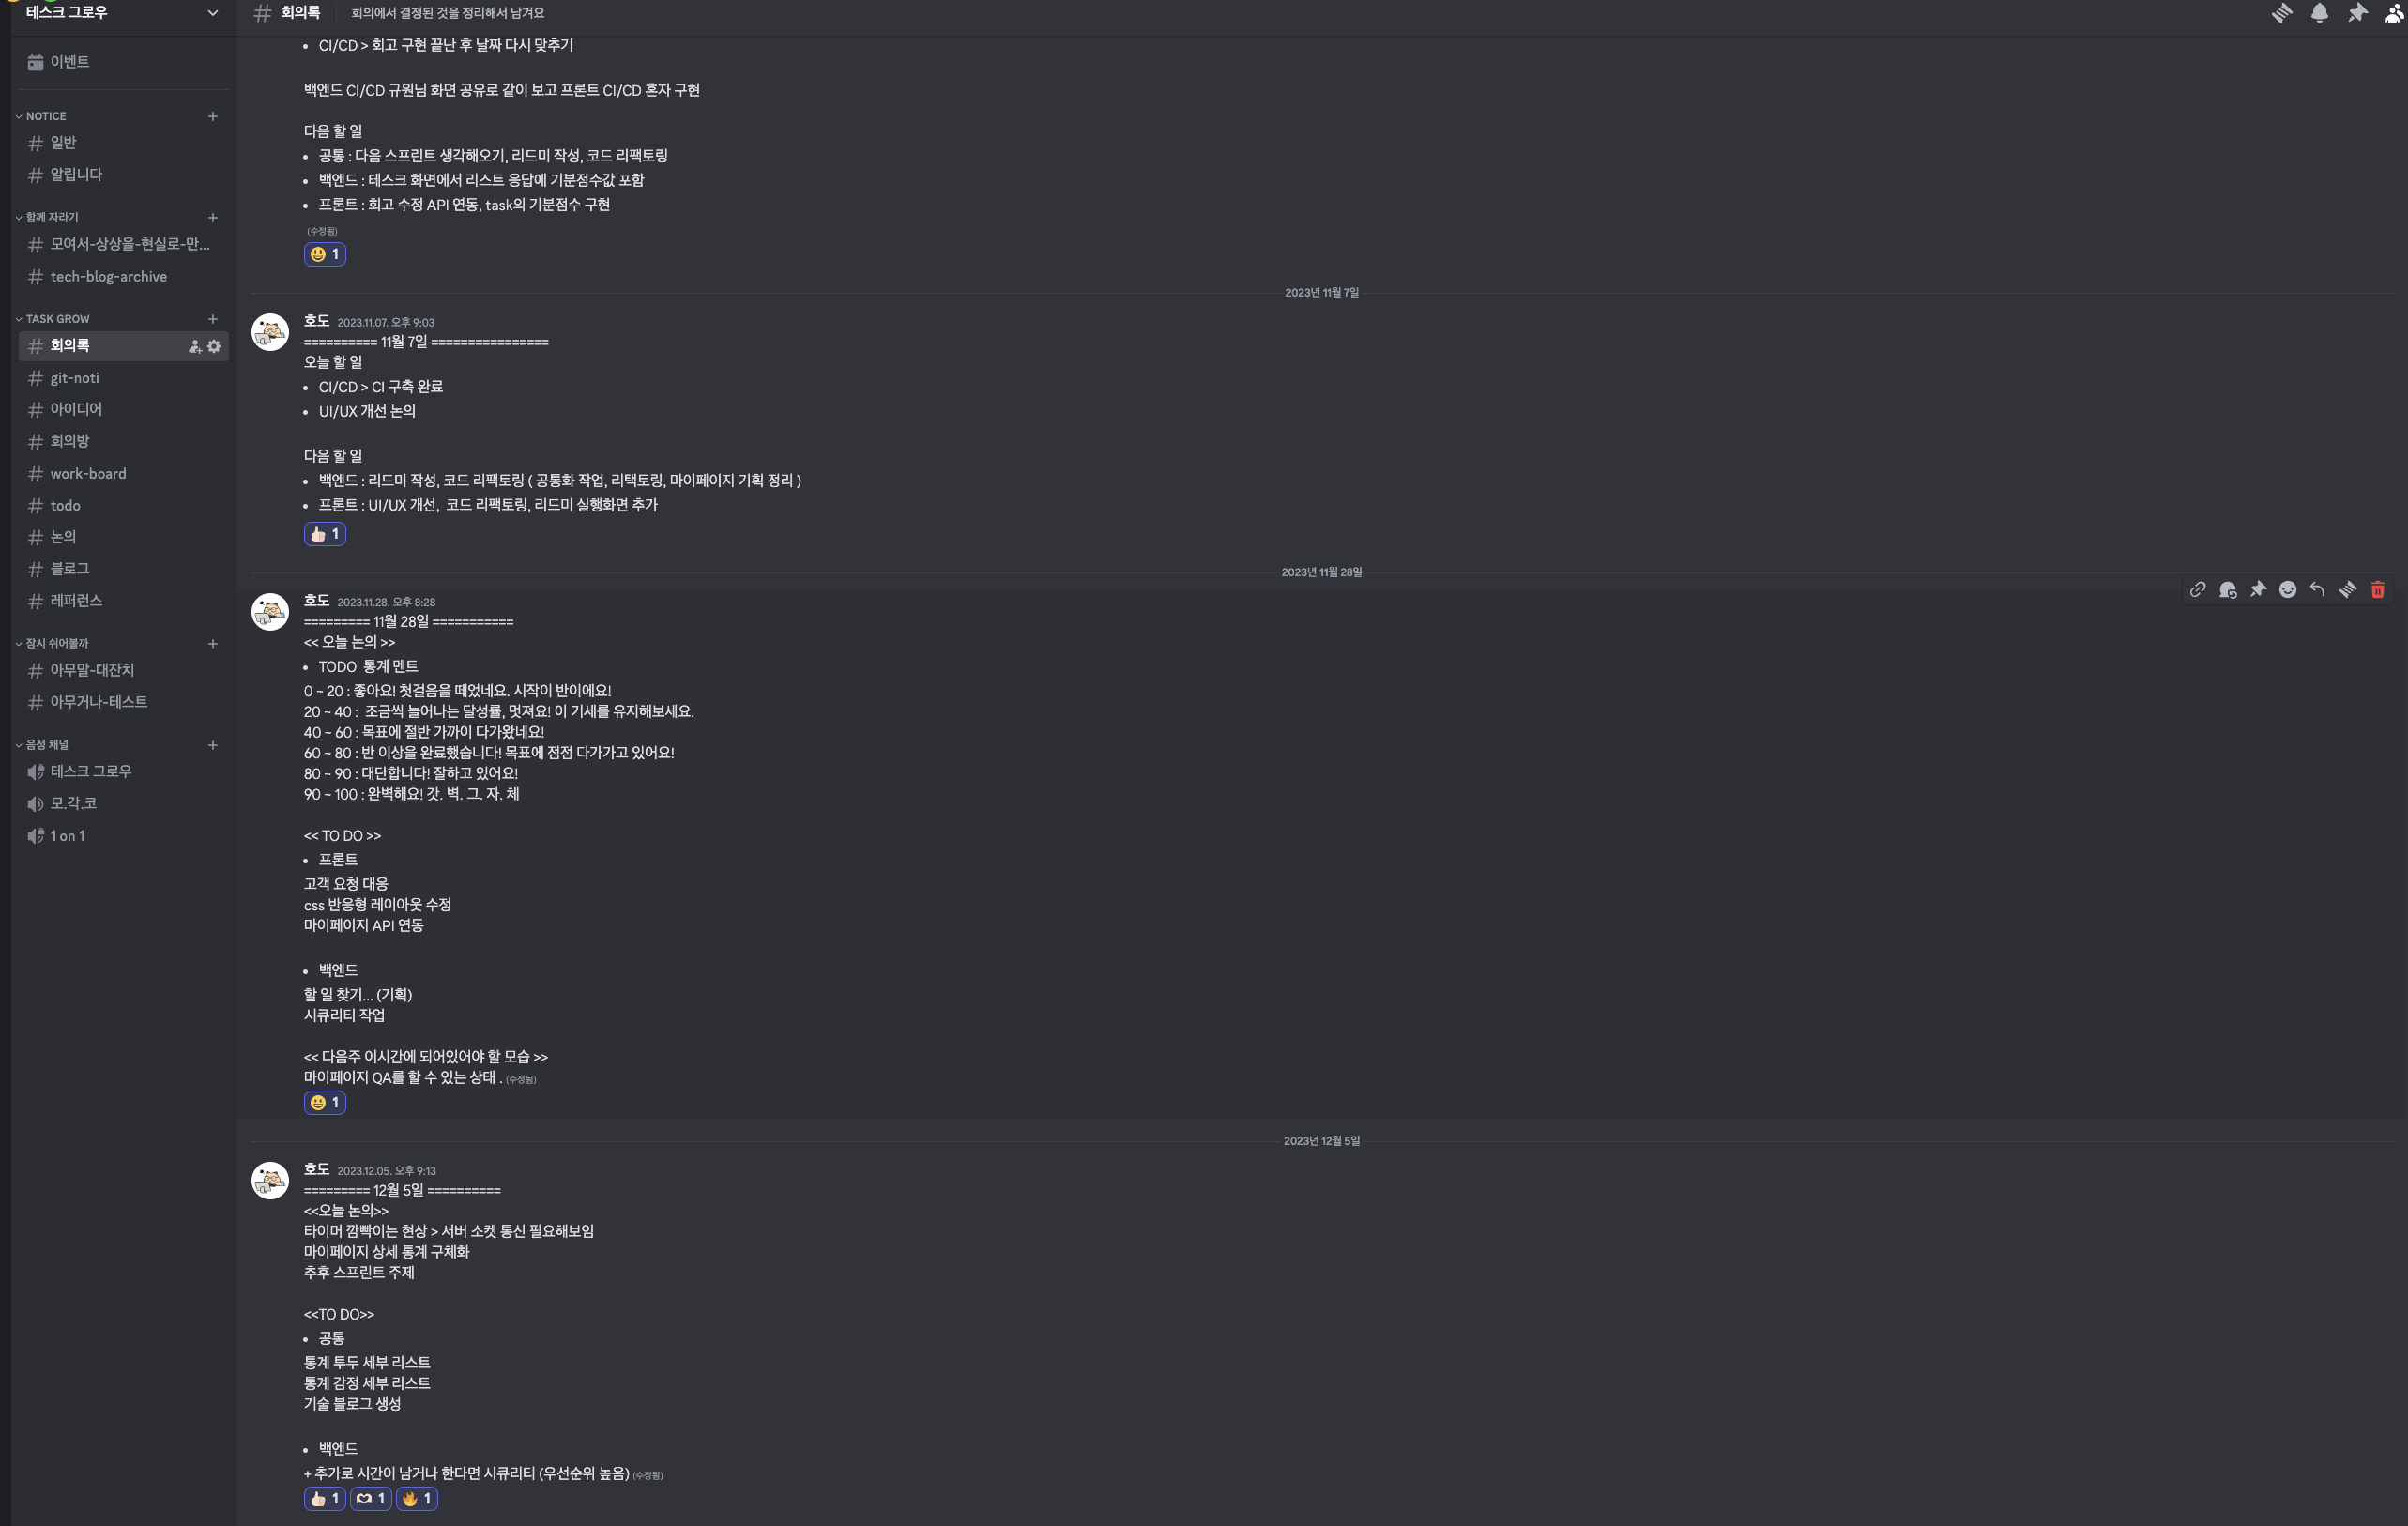 테스크 그로우
이벤트
NOTICE
일반
알립니다
함께 자라기
모여서-상상을-현실로-만...
tech-blog-archive
TASK GROW
회의록
git-noti
아이디어
회의방
work-board
todo
논의
블로그
레퍼런스
잠시 쉬어볼까
아무말-대잔치
아무거나-테스트
음성 채널
테스크 그로우
모.각.코
1 on 1
회의록 회의에서 결정된 것을 정리해서 남겨요
• CI/CD > 회고 구현 끝난 후 날짜 다시 맞추기
백엔드 CI/CD 규원님 화면 공유로 같이 보고 프론트 CI/CD 혼자 구현
다음 할 일
• 공통 : 다음 스프린트 생각해오기, 리드미 작성, 코드 리팩토링
• 백엔드 : 테스크 화면에서 리스트 응답에 기분점수값 포함
• 프론트 : 회고 수정 API 연동, task의 기분점수 구현
(수정됨)
😃 1
2023년 11월 7일
호도 2023.11.07. 오후 9:03
========== 11월 7일 ================
오늘 할 일
• CI/CD > CI 구축 완료
• UI/UX 개선 논의
다음 할 일
• 백엔드 : 리드미 작성, 코드 리팩토링 ( 공통화 작업, 리택토링, 마이페이지 기획 정리 )
• 프론트 : UI/UX 개선,  코드 리팩토링, 리드미 실행화면 추가
👍🏻 1
2023년 11월 28일
호도 2023.11.28. 오후 8:28
========= 11월 28일 ===========
<< 오늘 논의 >>
• TODO  통계 멘트
0 ~ 20 : 좋아요! 첫걸음을 떼었네요. 시작이 반이에요!
20 ~ 40 :  조금씩 늘어나는 달성률, 멋져요! 이 기세를 유지해보세요.
40 ~ 60 : 목표에 절반 가까이 다가왔네요!
60 ~ 80 : 반 이상을 완료했습니다! 목표에 점점 다가가고 있어요!
80 ~ 90 : 대단합니다! 잘하고 있어요!
90 ~ 100 : 완벽해요! 갓. 벽. 그. 자. 체
<< TO DO >>
• 프론트
고객 요청 대응
css 반응형 레이아웃 수정
마이페이지 API 연동
• 백엔드
할 일 찾기... (기획)
시큐리티 작업
<< 다음주 이시간에 되어있어야 할 모습 >>
마이페이지 QA를 할 수 있는 상태 . (수정됨)
😀 1
2023년 12월 5일
호도 2023.12.05. 오후 9:13
========= 12월 5일 ==========
<<오늘 논의>>
타이머 깜빡이는 현상 > 서버 소켓 통신 필요해보임
마이페이지 상세 통계 구체화
추후 스프린트 주제
<<TO DO>>
• 공통
통계 투두 세부 리스트
통계 감정 세부 리스트
기술 블로그 생성
• 백엔드
+ 추가로 시간이 남거나 한다면 시큐리티 (우선순위 높음) (수정됨)
👍🏻 1 🫶🏻 1 🔥 1